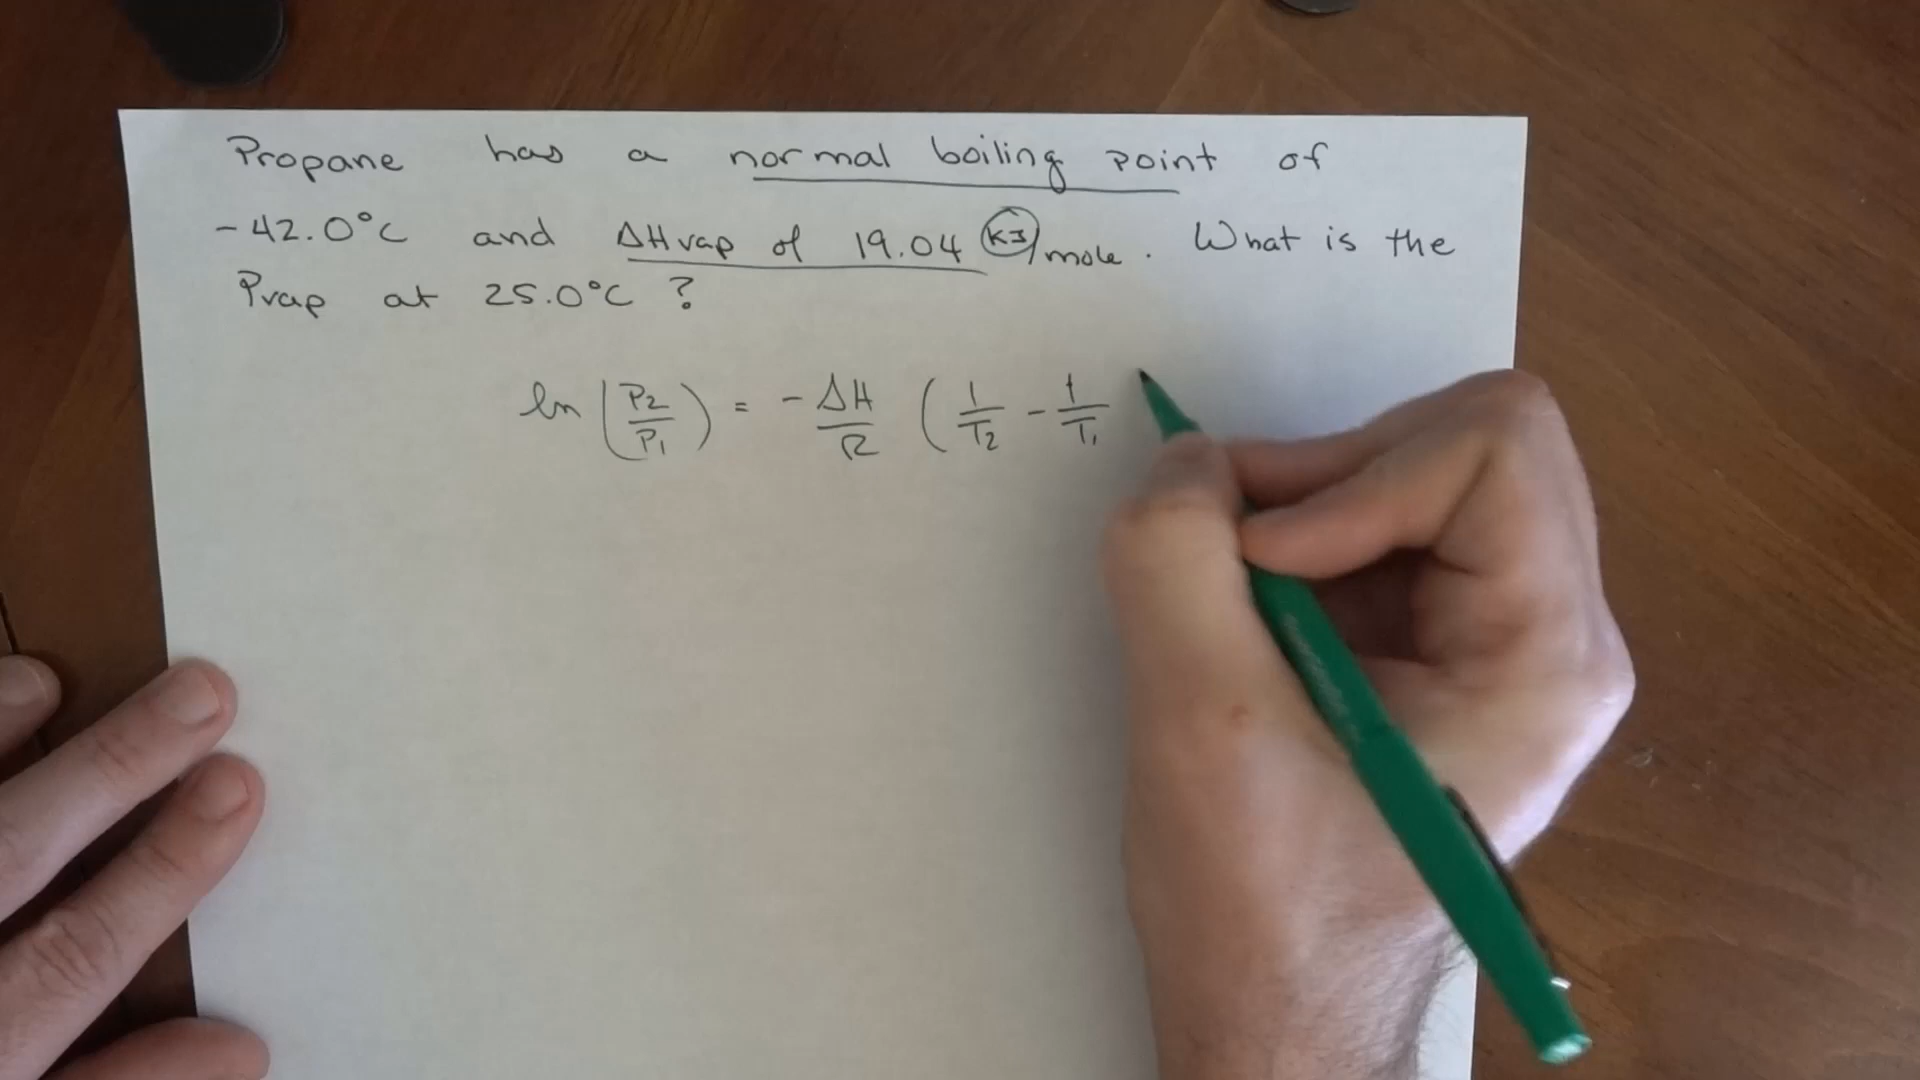 Propane has a normal boiling point of
-42.0°C and ΔHvap of 19.04 KJ/mole. What is the
Pvap at 25.0°C ?
ln (P2/P1) = - ΔH/R (1/T2 - 1/T1